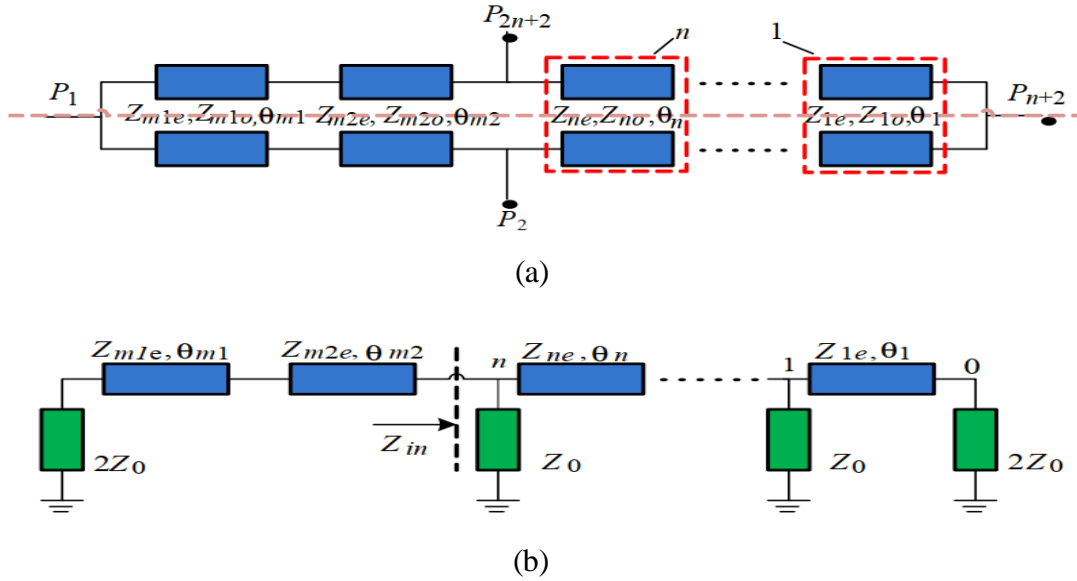 P2n+2
n
1
P1
Zm1e, Zm1o, θm1
Zm2e, Zm2o, θm2
Zne, Zno, θn
Z1e, Z1o, θ1
Pn+2
P2
(a)
Zm1e, θm1
Zm2e, θm2
n
Zne, θn
1
Z1e, θ1
0
Zin
2Z0
Z0
Z0
2Z0
(b)